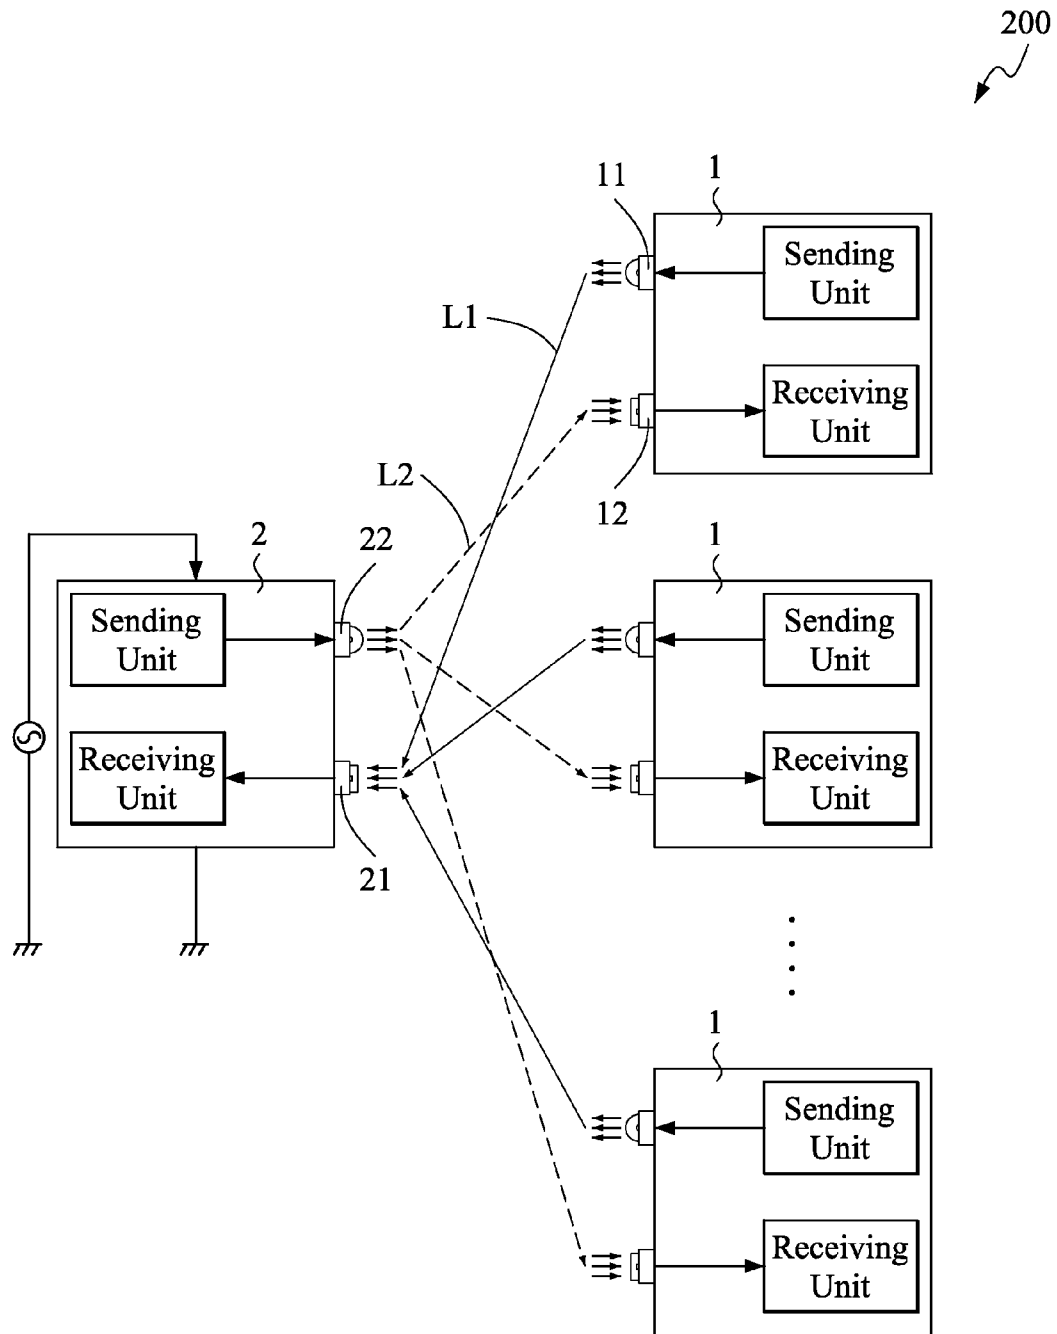 200
1
11
Sending
Unit
L1
Receiving
Unit
L2
12
2
22
1
Sending
Unit
Sending
Unit
Receiving
Unit
Receiving
Unit
21
1
Sending
Unit
Receiving
Unit